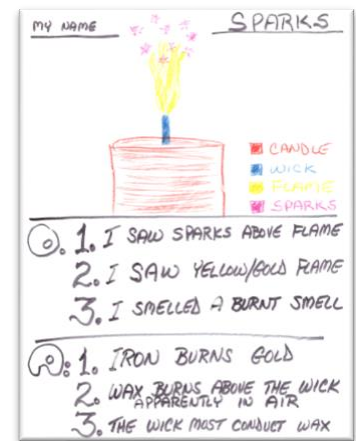 MY NAME
SPARKS
CANDLE
WICK
FLAME
SPARKS
O. 1. I SAW SPARKS ABOVE FLAME
2. I SAW YELLOW/GOLD FLAME
3. I SMELLED A BURNT SMELL
1. IRON BURNS GOLD
2. WAX BURNS ABOVE THE WICK
APPARENTLY IN AIR
3. THE WICK MOST CONDUCT WAX